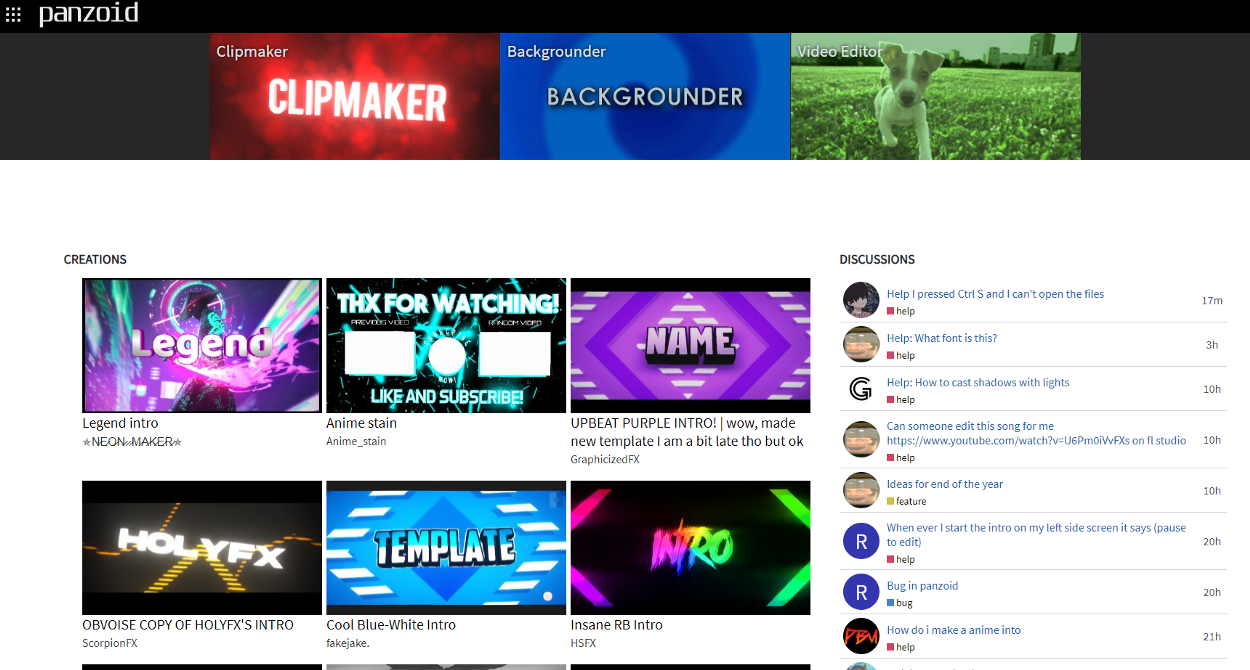 panzoid
Clipmaker
CLIPMAKER
Backgrounder
BACKGROUNDER
Video Editor
CREATIONS
Legend
Legend intro
✯NEON⚡MAKER✯
THX FOR WATCHING!
PREVIOUS VIDEO
RANDOM VIDEO
LIKE AND SUBSCRIBE!
Anime stain
Anime_stain
NAME
UPBEAT PURPLE INTRO! | wow, made
new template I am a bit late tho but ok
GraphicizedFX
HOLYFX
OBVOISE COPY OF HOLYFX'S INTRO
ScorpionFX
TEMPLATE
Cool Blue-White Intro
fakejake.
INTRO
Insane RB Intro
HSFX
DISCUSSIONS
Help I pressed Ctrl S and I can't open the files
help
17m
Help: What font is this?
help
3h
G
Help: How to cast shadows with lights
help
10h
Can someone edit this song for me
https://www.youtube.com/watch?v=U6Pm0iVvFXs on fl studio
help
10h
Ideas for end of the year
feature
10h
R
When ever I start the intro on my left side screen it says (pause
to edit)
help
20h
R
Bug in panzoid
bug
20h
PBM
How do i make a anime into
help
21h